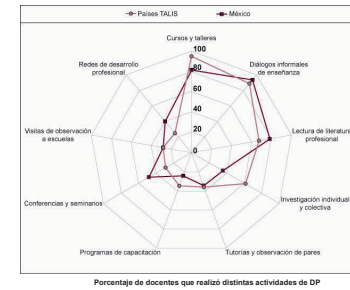 Países TALIS
México
Cursos y talleres
Diálogos informales
de enseñanza
Lectura de literatura
profesional
Investigación individual
y colectiva
Tutorías y observación de pares
Programas de capacitación
Conferencias y seminarios
Visitas de observación
a escuelas
Redes de desarrollo
profesional
100
80
60
40
20
0
Porcentaje de docentes que realizó distintas actividades de DP